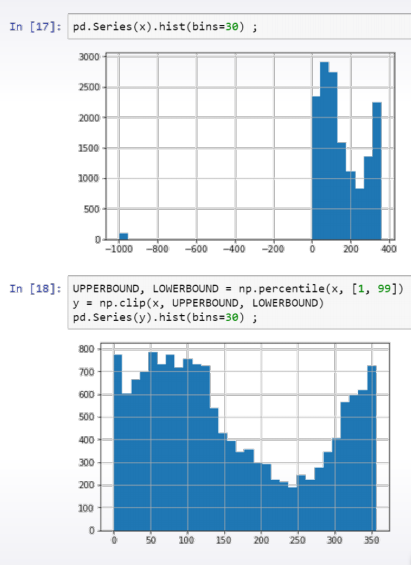 In [17]: pd.Series(x).hist(bins=30) ;
3000
2500
2000
1500
1000
500
0
−1000 −800 −600 −400 −200 0 200 400
In [18]: UPPERBOUND, LOWERBOUND = np.percentile(x, [1, 99])
y = np.clip(x, UPPERBOUND, LOWERBOUND)
pd.Series(y).hist(bins=30) ;
800
700
600
500
400
300
200
100
0
0 50 100 150 200 250 300 350